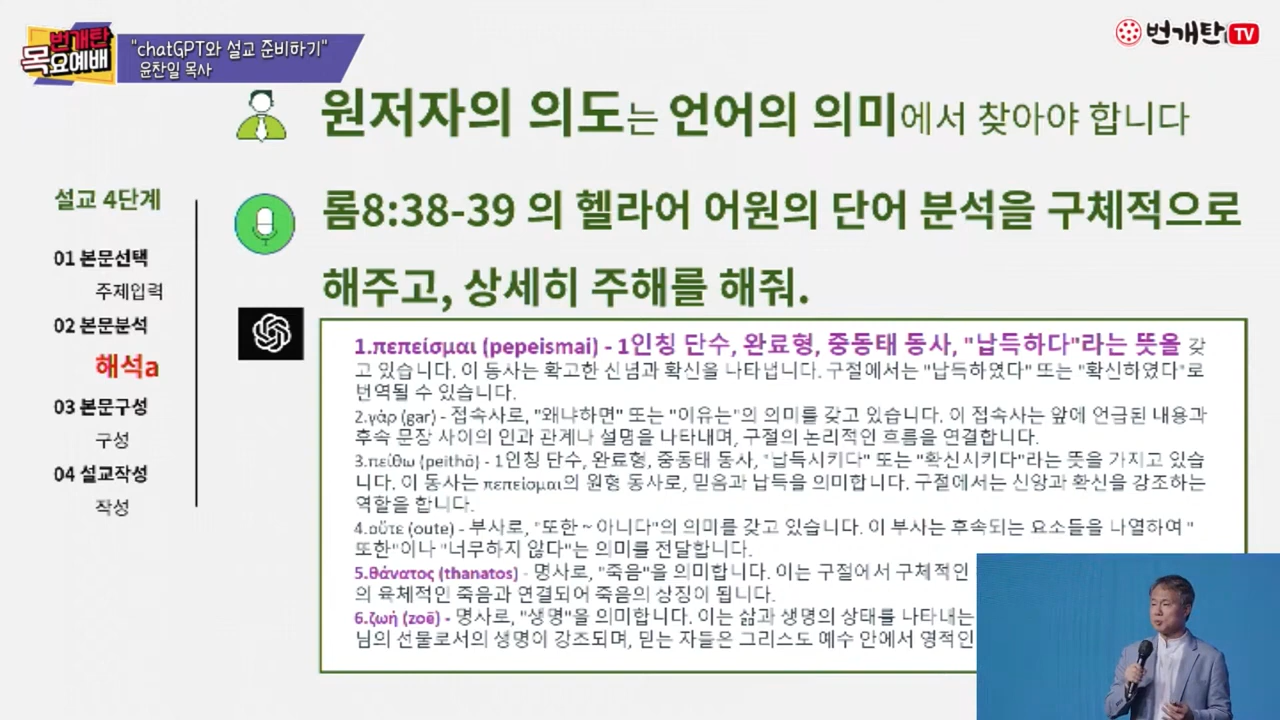 번개탄
목요예배
"chatGPT와 설교 준비하기"
윤찬일 목사
번개탄 TV
원저자의 의도는 언어의 의미에서 찾아야 합니다
설교 4단계
01 본문선택
주제입력
02 본문분석
해석a
03 본문구성
구성
04 설교작성
작성
롬8:38-39 의 헬라어 어원의 단어 분석을 구체적으로
해주고, 상세히 주해를 해줘.
1.πεπείσμαι (pepeismai) - 1인칭 단수, 완료형, 중동태 동사, "납득하다"라는 뜻을 갖
고 있습니다. 이 동사는 확고한 신념과 확신을 나타냅니다. 구절에서는 "납득하였다" 또는 "확신하였다"로
번역될 수 있습니다.
2.γάρ (gar) - 접속사로, "왜냐하면" 또는 "이유는"의 의미를 갖고 있습니다. 이 접속사는 앞에 언급된 내용과
후속 문장 사이의 인과 관계나 설명을 나타내며, 구절의 논리적인 흐름을 연결합니다.
3.πείθω (peithō) - 1인칭 단수, 완료형, 중동태 동사, "납득시키다" 또는 "확신시키다"라는 뜻을 가지고 있습
니다. 이 동사는 πεπείσμαι의 원형 동사로, 믿음과 납득을 의미합니다. 구절에서는 신앙과 확신을 강조하는
역할을 합니다.
4.οὔτε (oute) - 부사로, "또한 ~ 아니다"의 의미를 갖고 있습니다. 이 부사는 후속되는 요소들을 나열하여 "
또한"이나 "너무하지 않다"는 의미를 전달합니다.
5.θάνατος (thanatos) - 명사로, "죽음"을 의미합니다. 이는 구절에서 구체적인
의 육체적인 죽음과 연결되어 죽음의 상징이 됩니다.
6.ζωή (zoē) - 명사로, "생명"을 의미합니다. 이는 삶과 생명의 상태를 나타내는
님의 선물로서의 생명이 강조되며, 믿는 자들은 그리스도 예수 안에서 영적인